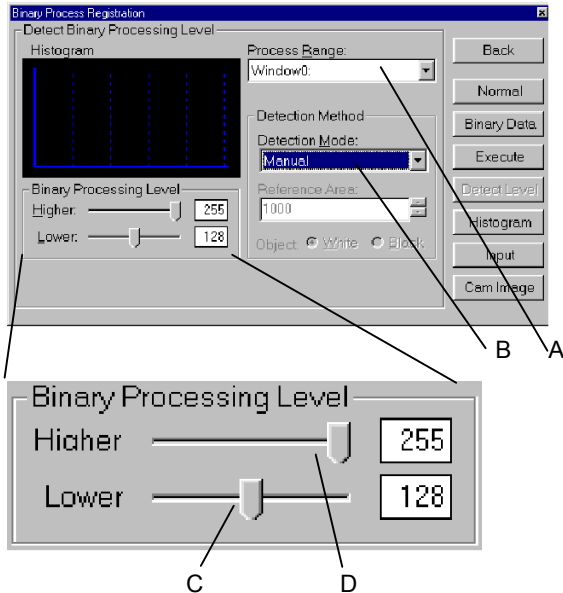 Binary Process Registration
Detect Binary Processing Level
Histogram
Process Range:
Window0:
Back
Normal
Detection Method
Binary Data
Detection Mode:
Manual
Execute
Binary Processing Level
Reference Area:
Detect Level
Higher:
255
1000
Histogram
Lower:
128
Object
White
Black
Input
Cam Image
B
A
Binary Processing Level
Higher
255
Lower
128
C
D